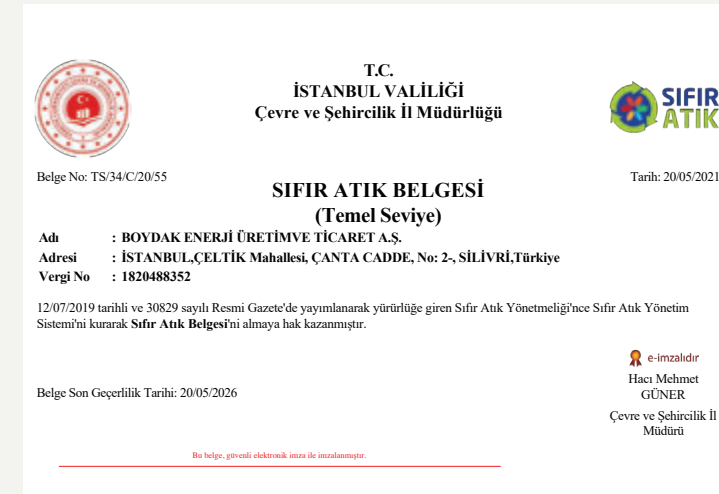 T.C.
İSTANBUL VALİLİĞİ
Çevre ve Şehircilik İl Müdürlüğü
SIFIR
ATIK
Belge No: TS/34/C/20/55
Tarih: 20/05/2021
SIFIR ATIK BELGESİ
(Temel Seviye)
Adı : BOYDAK ENERJİ ÜRETİMVE TİCARET A.Ş.
Adresi : İSTANBUL,ÇELTİK Mahallesi, ÇANTA CADDE, No: 2-, SİLİVRİ,Türkiye
Vergi No : 1820488352
12/07/2019 tarihli ve 30829 sayılı Resmi Gazete'de yayımlanarak yürürlüğe giren Sıfır Atık Yönetmeliği'nce Sıfır Atık Yönetim
Sistemi'ni kurarak Sıfır Atık Belgesi'ni almaya hak kazanmıştır.
e-imzalıdır
Hacı Mehmet
GÜNER
Belge Son Geçerlilik Tarihi: 20/05/2026
Çevre ve Şehircilik İl
Müdürü
Bu belge, güvenli elektronik imza ile imzalanmıştır.